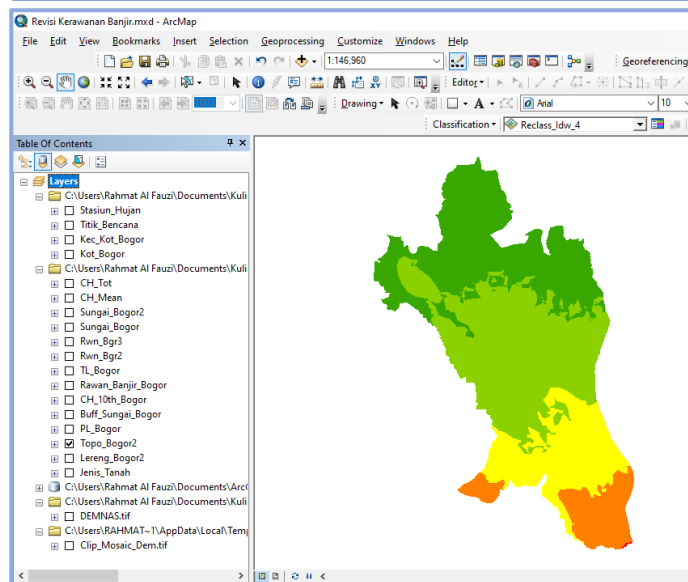 Revisi Kerawanan Banjir.mxd - ArcMap
File Edit View Bookmarks Insert Selection Geoprocessing Customize Windows Help
1:146,960 Georeferencing
Editor
100% Drawing A Arial 10
Classification Reclass_Idw_4
Table Of Contents
Layers
C:\Users\Rahmat Al Fauzi\Documents\Kuli
Stasiun_Hujan
Titik_Bencana
Kec_Kot_Bogor
Kot_Bogor
C:\Users\Rahmat Al Fauzi\Documents\Kuli
CH_Tot
CH_Mean
Sungai_Bogor2
Sungai_Bogor
Rwn_Bgr3
Rwn_Bgr2
TL_Bogor
Rawan_Banjir_Bogor
CH_10th_Bogor
Buff_Sungai_Bogor
PL_Bogor
Topo_Bogor2
Lereng_Bogor2
Jenis_Tanah
C:\Users\Rahmat Al Fauzi\Documents\Arc
C:\Users\Rahmat Al Fauzi\Documents\Kuli
DEMNAS.tif
C:\Users\RAHMAT~1\AppData\Local\Temp
Clip_Mosaic_Dem.tif